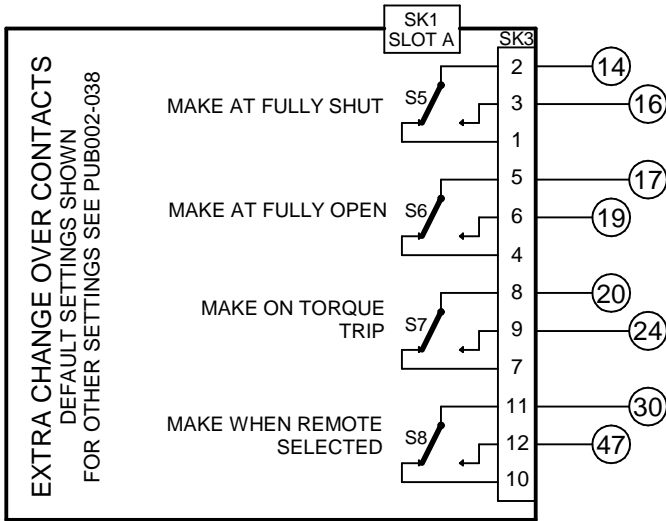 SK1
SLOT A
SK3
EXTRA CHANGE OVER CONTACTS
DEFAULT SETTINGS SHOWN
FOR OTHER SETTINGS SEE PUB002-038
MAKE AT FULLY SHUT
S5
2
14
3
16
1
MAKE AT FULLY OPEN
S6
5
17
6
19
4
MAKE ON TORQUE
TRIP
S7
8
20
9
24
7
MAKE WHEN REMOTE
SELECTED
S8
11
30
12
47
10